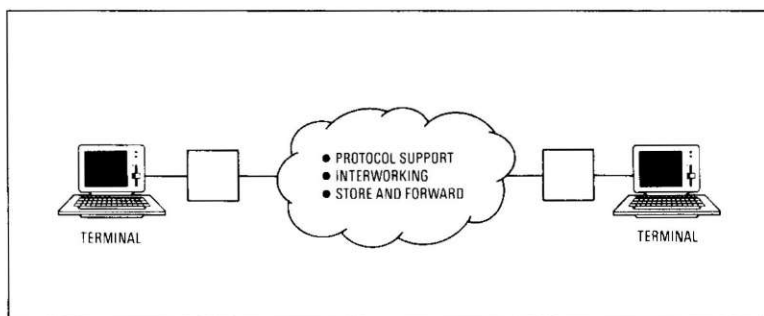 ● PROTOCOL SUPPORT
● INTERWORKING
● STORE AND FORWARD
TERMINAL
TERMINAL